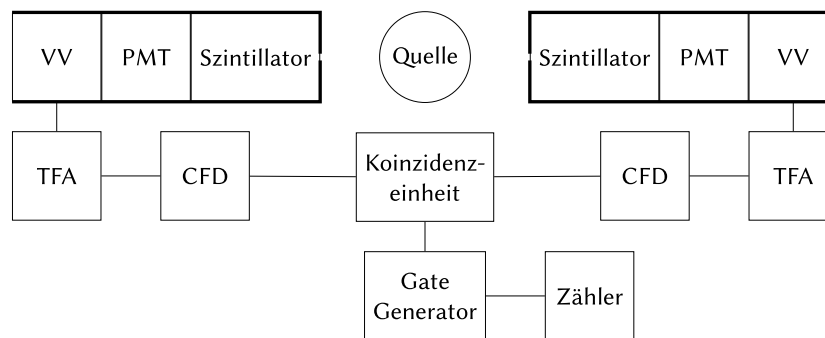 VV PMT Szintillator Quelle Szintillator PMT VV
TFA CFD Koinzidenz-
einheit CFD TFA
Gate
Generator Zähler